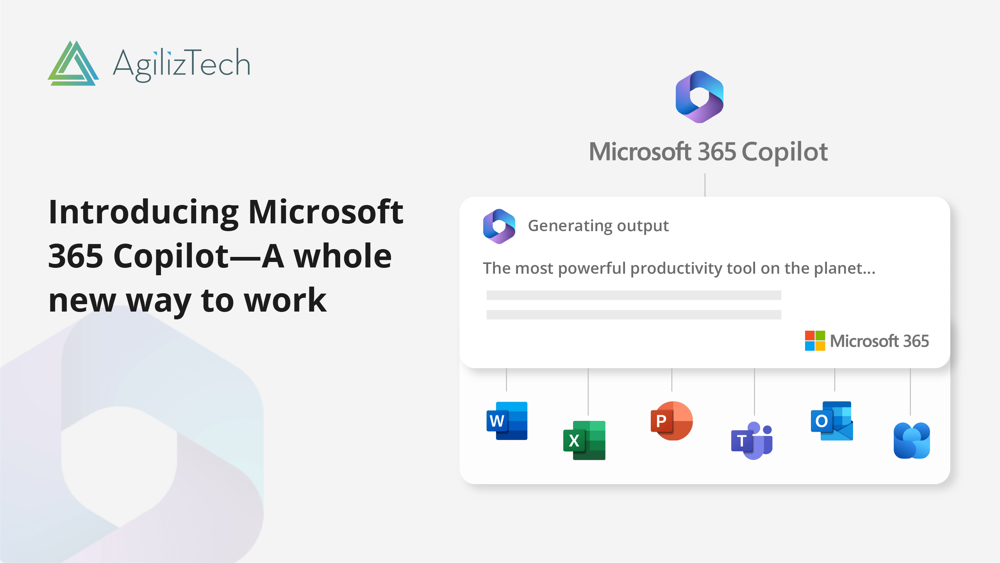 AgilizTech
Introducing Microsoft
365 Copilot—A whole
new way to work
Microsoft 365 Copilot
Generating output
The most powerful productivity tool on the planet...
Microsoft 365
W
X
P
T
O